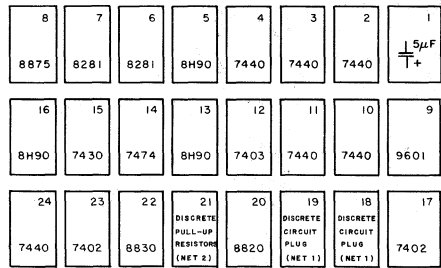 8 7 6 5 4 3 2 1
5μF
+
8875 8281 8281 8H90 7440 7440 7440
16 15 14 13 12 11 10 9
8H90 7430 7474 8H90 7403 7440 7440 9601
24 23 22 21 20 19 18 17
DISCRETE DISCRETE DISCRETE
PULL-UP CIRCUIT CIRCUIT
RESISTORS PLUG PLUG
7440 7402 8830 (NET 2) 8820 (NET 1) (NET 1) 7402